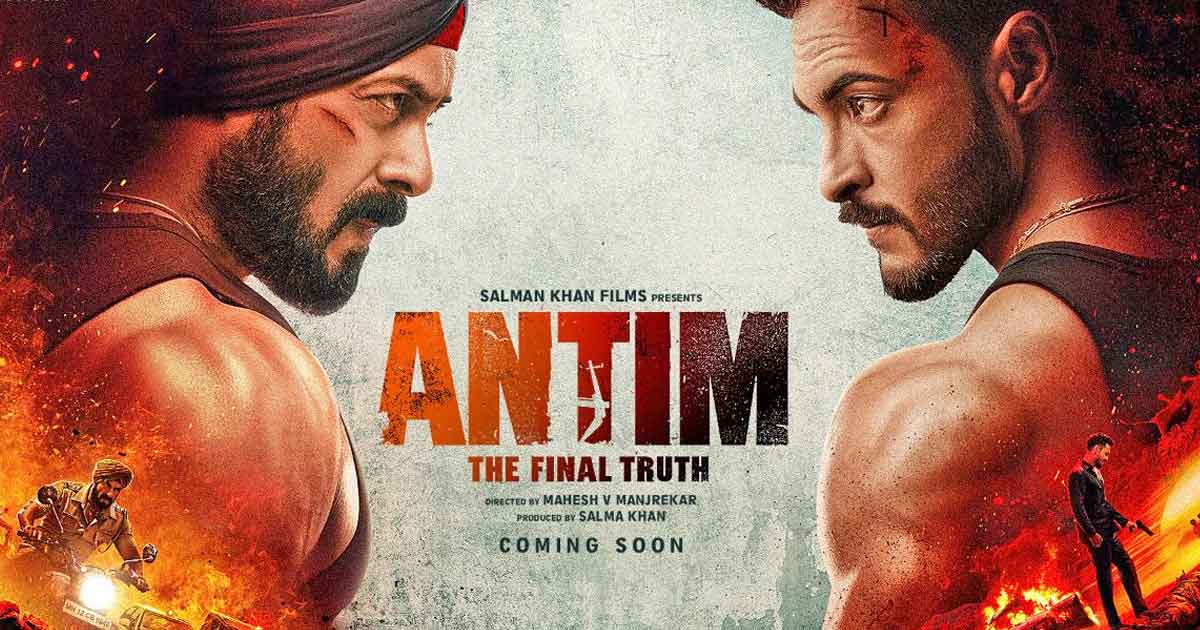 SALMAN KHAN FILMS PRESENTS
ANTIM
THE FINAL TRUTH
DIRECTED BY MAHESH V MANJREKAR
PRODUCED BY SALMA KHAN
COMING SOON